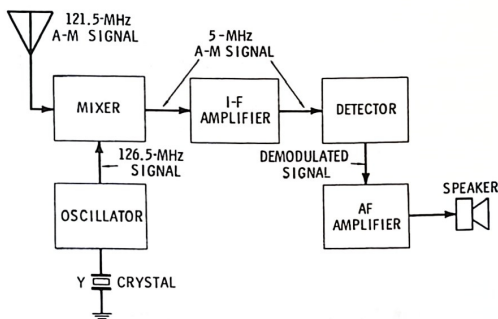 121.5-MHz
A-M SIGNAL
5-MHz
A-M SIGNAL
MIXER
I-F
AMPLIFIER
DETECTOR
126.5-MHz
SIGNAL
DEMODULATED
SIGNAL
OSCILLATOR
AF
AMPLIFIER
SPEAKER
Y
CRYSTAL